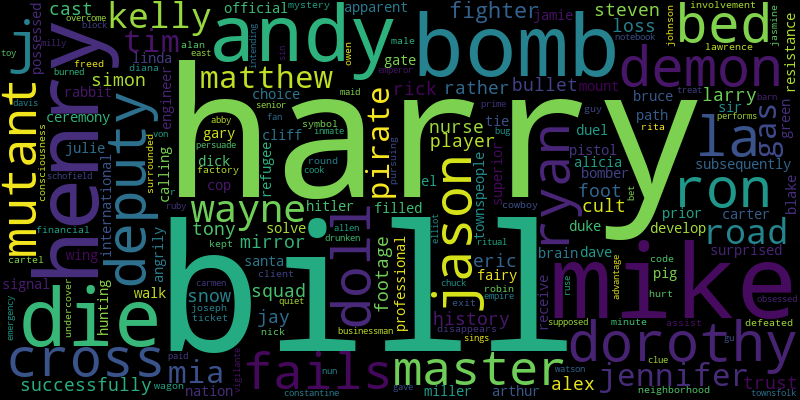 harry
bill
mike
bomb
andy
henry
die
ron
la
demon
bed
jason
ryan
dorothy
master
fails
doll
cross
mutant
deputy
wayne
kelly
matthew
pirate
road
jennifer
mia
tim
ji
gas
cult
alex
jay
squad
snow
history
footage
fighter
steven
player
nurse
simon
mirror
tony
hitler
filled
cast
official
apparent
overcome
block
toy
milly
burned
davis
possessed
alan
east
freed
linda
diana
rabbit
engineer
ceremony
julie
von
surrounded
calling
or
ruby
schofield
consciousness
financial
cartel
international
wing
signal
undercover
hunting
walk
emergency
successfully
wagon
paid
nation
vigilante
nun
constantine
joseph
ticket
carmen
quiet
client
santa
nick
businessman
gave
miller
chuck
sings
arthur
watson
kept
solve
refugee
factory
persuade
dick
cop
gary
abby
senior
fan
symbol
inmate
round
cook
cliff
choice
maid
mystery
intending
sin
owen
male
gate
emperor
rick
rather
bullet
loss
jamie
mount
tie
bug
prime
guy
duel
pistol
bomber
alicia
foot
bruce
larry
sir
path
rita
treat
barn
performs
green
subsequently
blake
carter
prior
develop
duke
bet
cowboy
townspeople
superior
pursuing
el
allen
drunken
elliot
ritual
professional
eric
fairy
robin
empire
exit
disappears
brain
dave
pig
receive
ruse
supposed
advantage
minute
code
hurt
assist
clue
gu
neighborhood
surprised
obsessed
defeated
trust
townsfolk
resistance
jasmine
involvement
johnson
lawrence
notebook